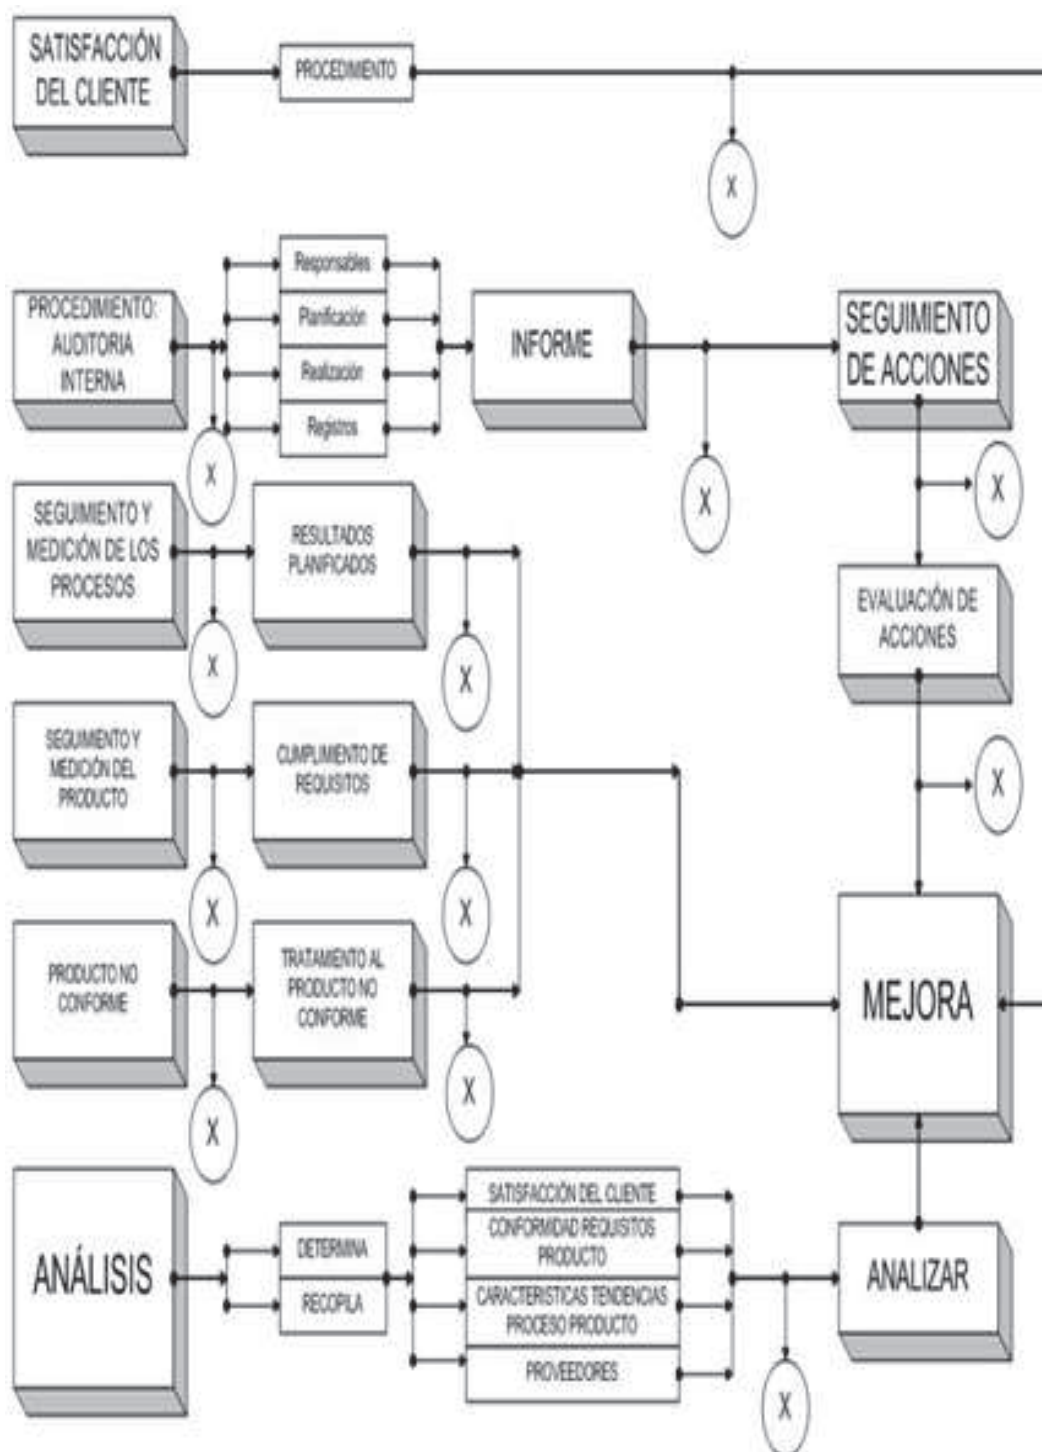 SATISFACCIÓN
DEL CLIENTE
PROCEDIMIENTO
X
Responsables
Planificación
Realización
Registros
PROCEDIMIENTO:
AUDITORIA
INTERNA
INFORME
SEGUIMIENTO
DE ACCIONES
X
X
X
SEGUIMIENTO Y
MEDICIÓN DE LOS
PROCESOS
RESULTADOS
PLANIFICADOS
EVALUACIÓN DE
ACCIONES
X
X
SEGUIMIENTO Y
MEDICIÓN DEL
PRODUCTO
CUMPLIMIENTO DE
REQUISITOS
X
X
X
PRODUCTO NO
CONFORME
TRATAMIENTO AL
PRODUCTO NO
CONFORME
MEJORA
X
X
ANÁLISIS
DETERMINA
RECOPILA
SATISFACCIÓN DEL CLIENTE
CONFORMIDAD REQUISITOS
PRODUCTO
CARACTERISTICAS TENDENCIAS
PROCESO PRODUCTO
PROVEEDORES
ANALIZAR
X